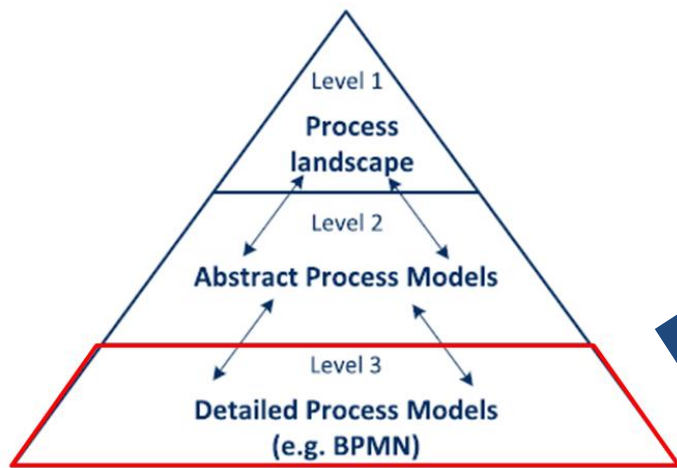 Level 1
Process
landscape
Level 2
Abstract Process Models
Level 3
Detailed Process Models
(e.g. BPMN)